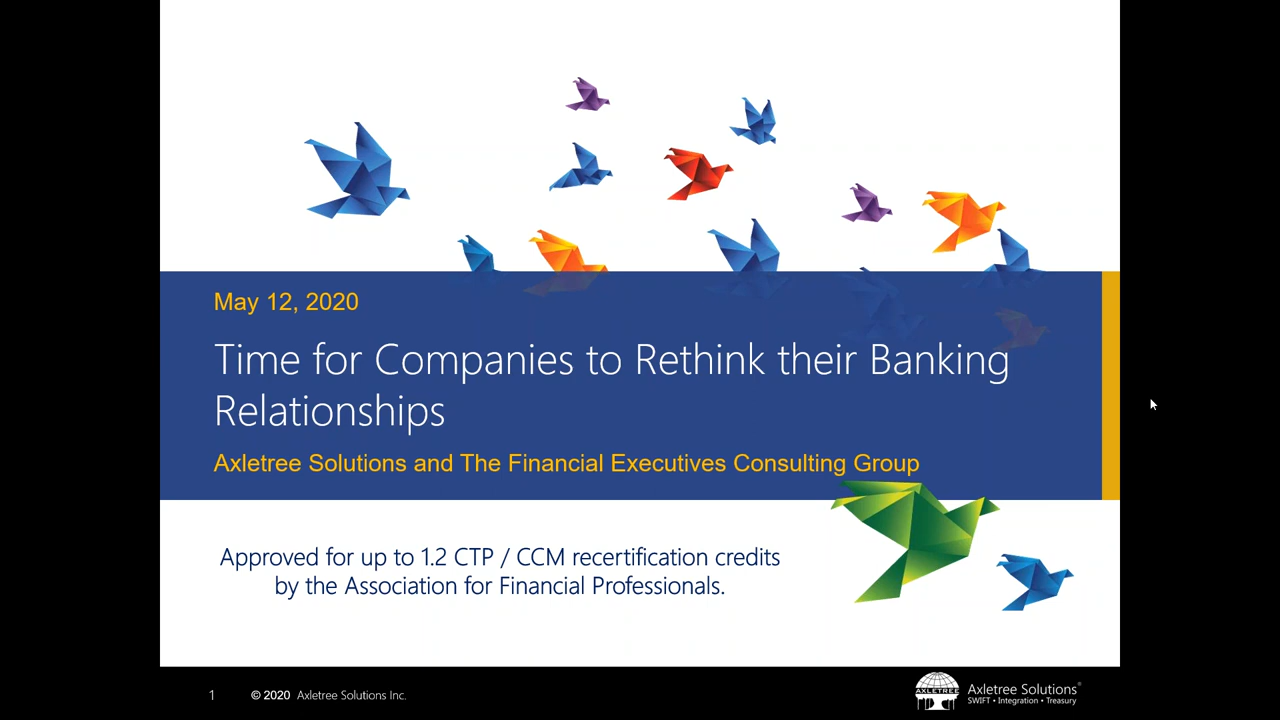 May 12, 2020
Time for Companies to Rethink their Banking
Relationships
Axletree Solutions and The Financial Executives Consulting Group
Approved for up to 1.2 CTP / CCM recertification credits
by the Association for Financial Professionals.
1 © 2020 Axletree Solutions Inc.
AXLETREE
Axletree Solutions®
SWIFT • Integration • Treasury